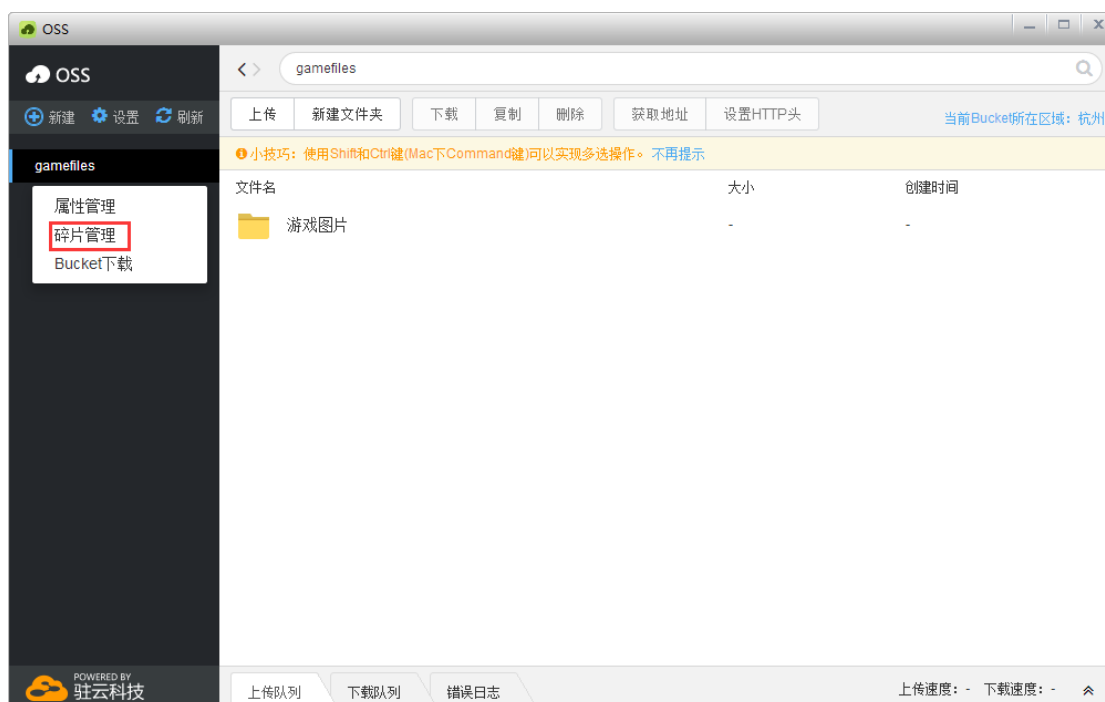 OSS
OSS
新建 设置 刷新
gamefiles
属性管理
碎片管理
Bucket下载
POWERED BY
驻云科技
gamefiles
上传 新建文件夹 下载 复制 删除 获取地址 设置HTTP头 当前Bucket所在区域：杭州
小技巧：使用Shift和Ctrl键(Mac下Command键)可以实现多选操作。 不再提示
文件名 大小 创建时间
游戏图片 - -
上传队列 下载队列 错误日志 上传速度：- 下载速度：-